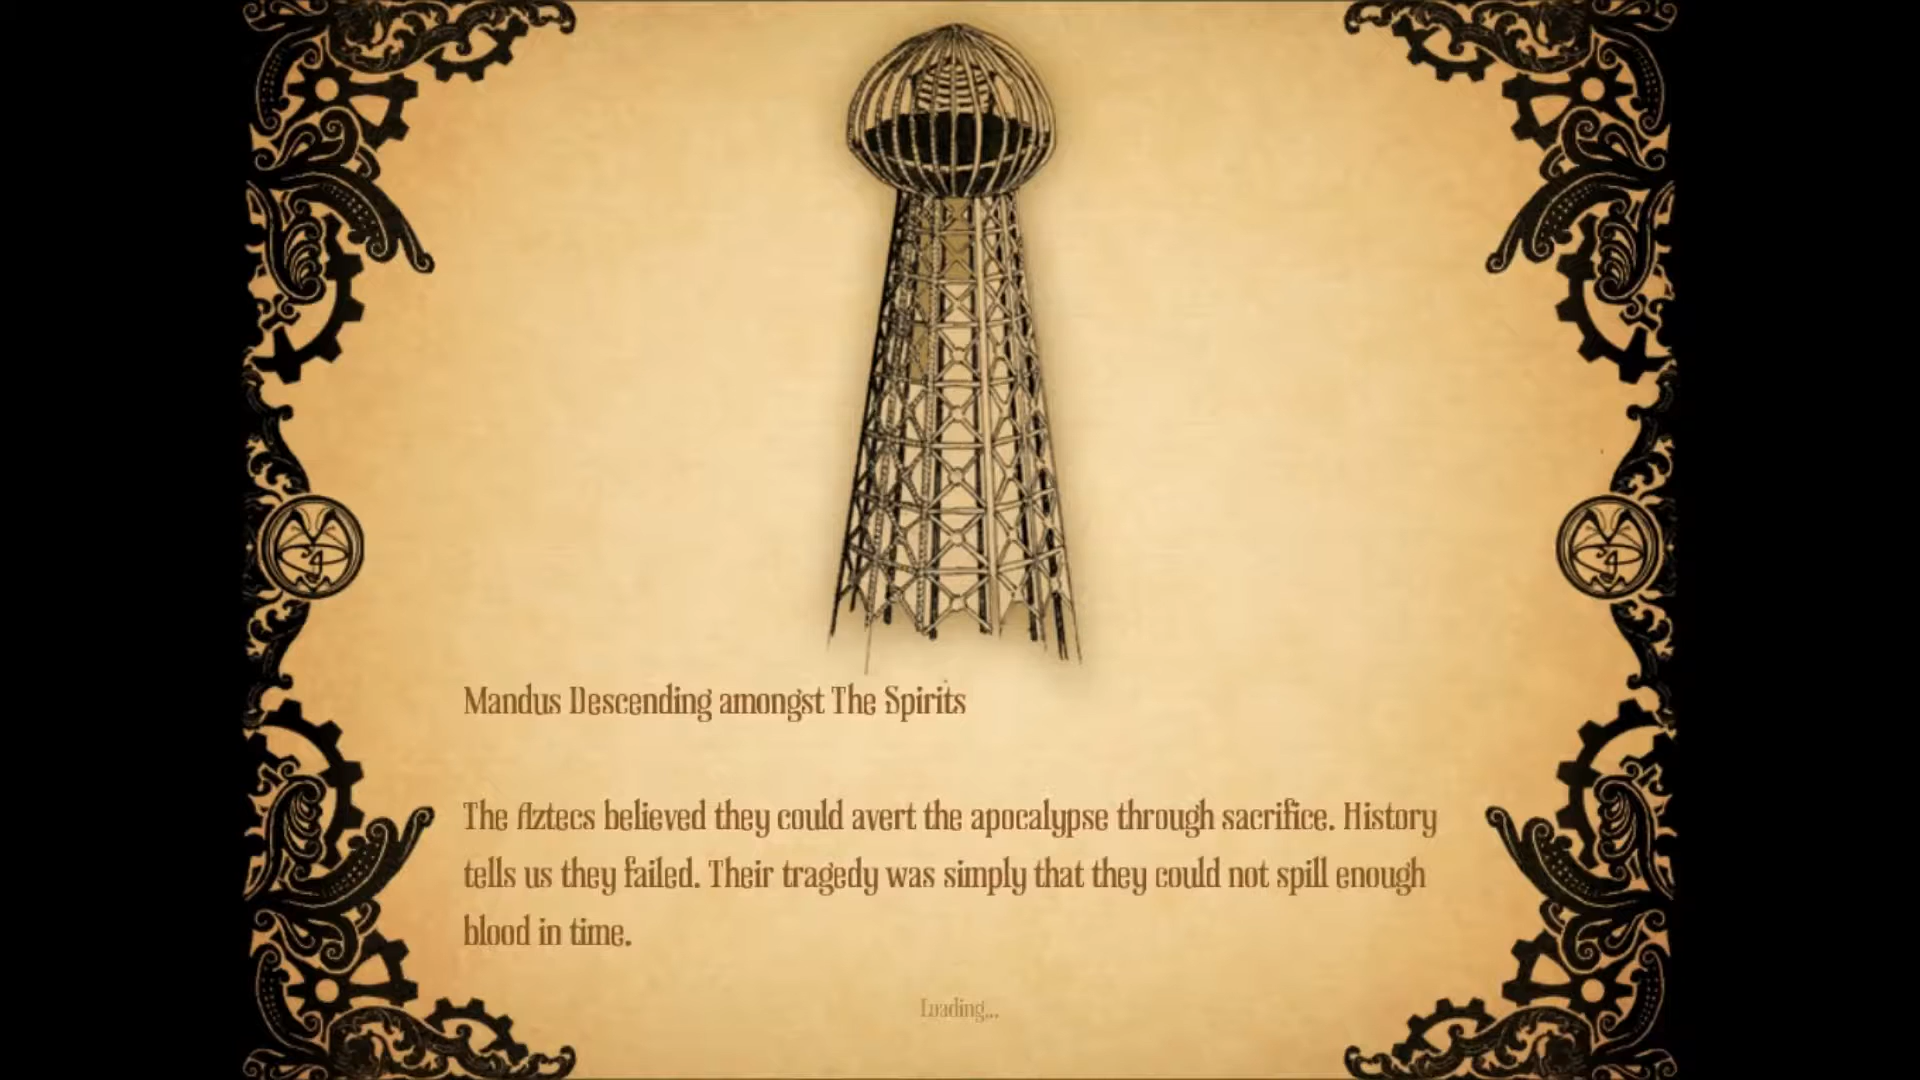 Mandus Descending amongst The Spirits
The Aztecs believed they could avert the apocalypse through sacrifice. History
tells us they failed. Their tragedy was simply that they could not spill enough
blood in time.
Loading...